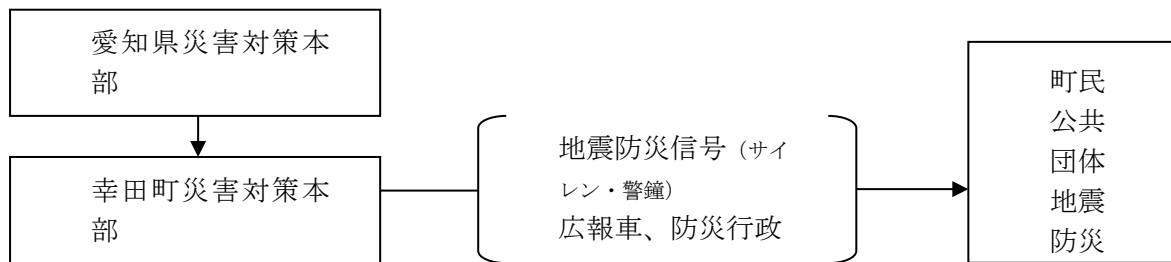 愛知県災害対策本
部
幸田町災害対策本
部
地震防災信号（サイ
レン・警鐘）
広報車、防災行政
町民
公共
団体
地震
防災